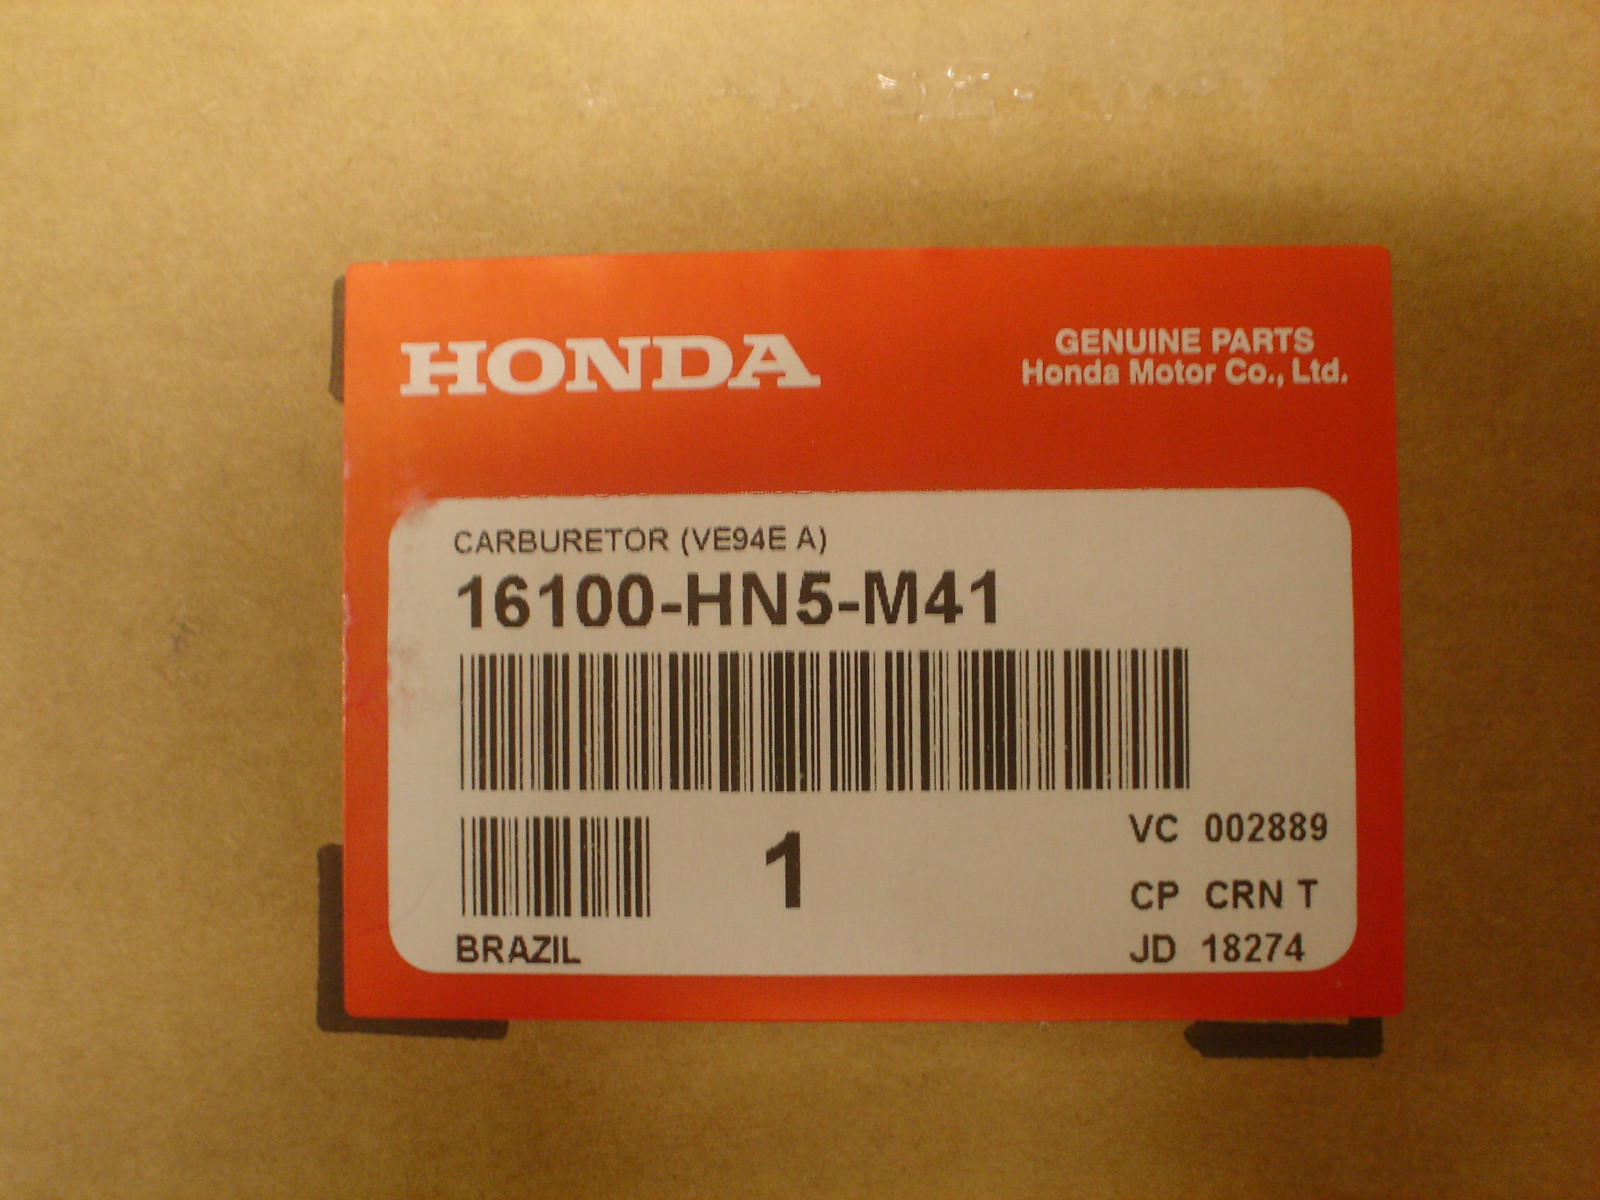 HONDA
GENUINE PARTS
Honda Motor Co., Ltd.
CARBURETOR (VE94E A)
16100-HN5-M41
1
VC 002889
CP CRN T
BRAZIL
JD 18274